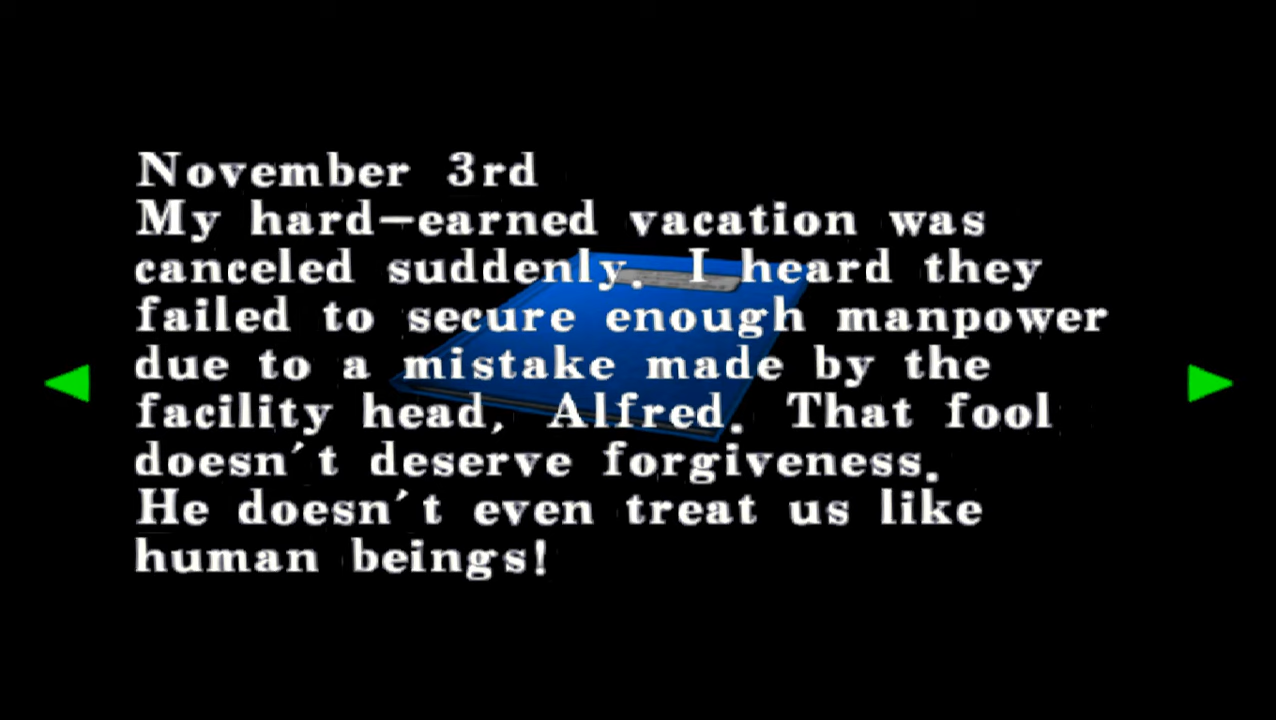 November 3rd
My hard-earned vacation was
canceled suddenly. I heard they
failed to secure enough manpower
due to a mistake made by the
facility head, Alfred. That fool
doesn't deserve forgiveness.
He doesn't even treat us like
human beings!